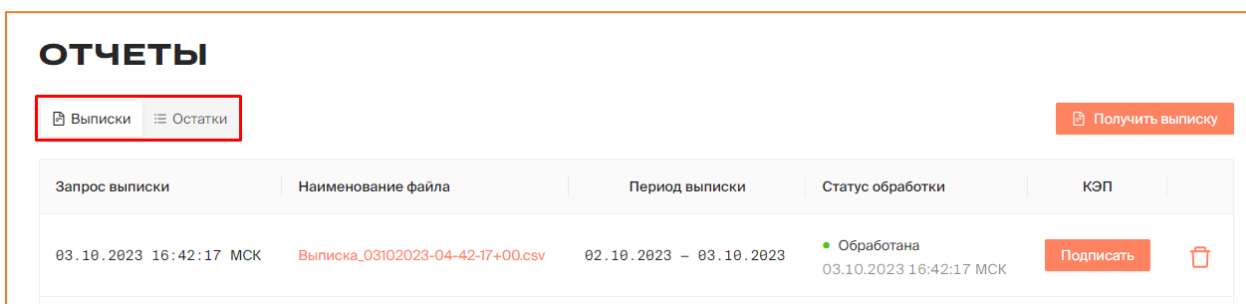 ОТЧЕТЫ
Выписки Остатки Получить выписку
Запрос выписки Наименование файла Период выписки Статус обработки КЭП
03.10.2023 16:42:17 МСК Выписка_03102023-04-42-17+00.csv 02.10.2023 – 03.10.2023 Обработана Подписать
03.10.2023 16:42:17 МСК